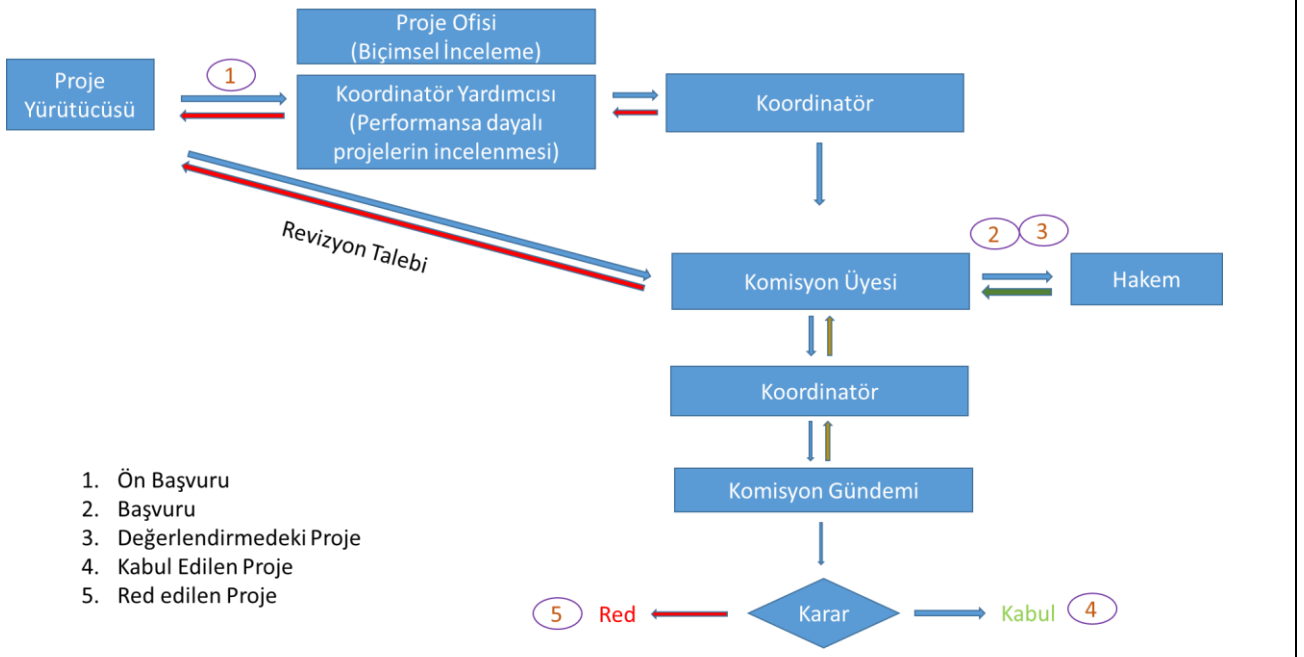 Proje Ofisi
(Biçimsel İnceleme)
Proje
Yürütücüsü
1
Koordinatör Yardımcısı
(Performansa dayalı
projelerin incelenmesi)
Koordinatör
Revizyon Talebi
2
3
Komisyon Üyesi
Hakem
Koordinatör
Komisyon Gündemi
1. Ön Başvuru
2. Başvuru
3. Değerlendirmedeki Proje
4. Kabul Edilen Proje
5. Red edilen Proje
5
Red
Karar
Kabul
4